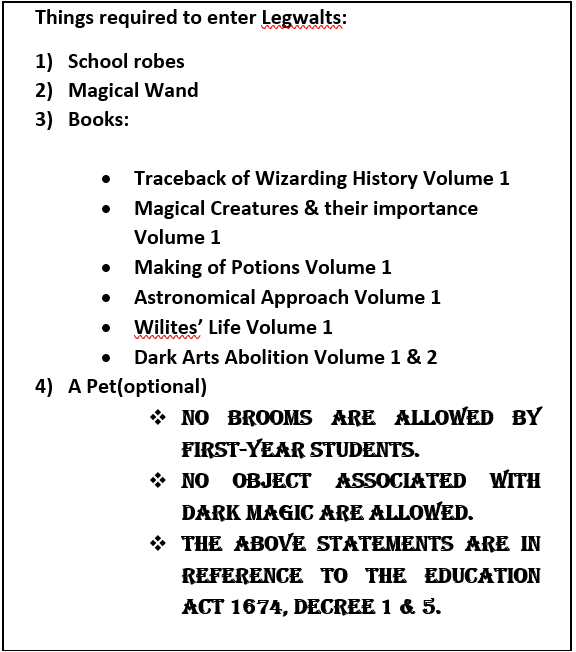 Things required to enter Legwalts:
1) School robes
2) Magical Wand
3) Books:
• Traceback of Wizarding History Volume 1
• Magical Creatures & their importance
Volume 1
• Making of Potions Volume 1
• Astronomical Approach Volume 1
• Wilites’ Life Volume 1
• Dark Arts Abolition Volume 1 & 2
4) A Pet(optional)
❖ NO BROOMS ARE ALLOWED BY
FIRST-YEAR STUDENTS.
❖ NO OBJECT ASSOCIATED WITH
DARK MAGIC ARE ALLOWED.
❖ THE ABOVE STATEMENTS ARE IN
REFERENCE TO THE EDUCATION
ACT 1674, DECREE 1 & 5.